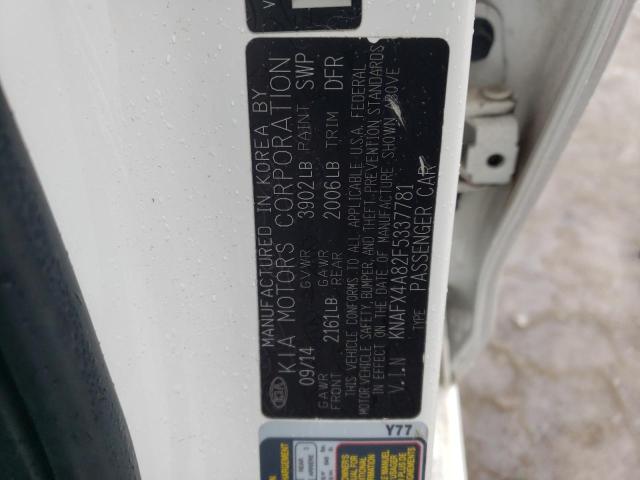 MANUFACTURED IN KOREA BY
KIA MOTORS CORPORATION
09/14 GVWR 3902LB PAINT SWP
GAWR FRONT 2161LB GAWR REAR 2006LB TRIM DFR
THIS VEHICLE CONFORMS TO ALL APPLICABLE U.S.A. FEDERAL
MOTOR VEHICLE SAFETY, BUMPER, AND THEFT PREVENTION STANDARDS
IN EFFECT ON THE DATE OF MANUFACTURE SHOWN ABOVE
V.I.N KNAFX4A82F5337781
TYPE PASSENGER CAR
KIA
Y77